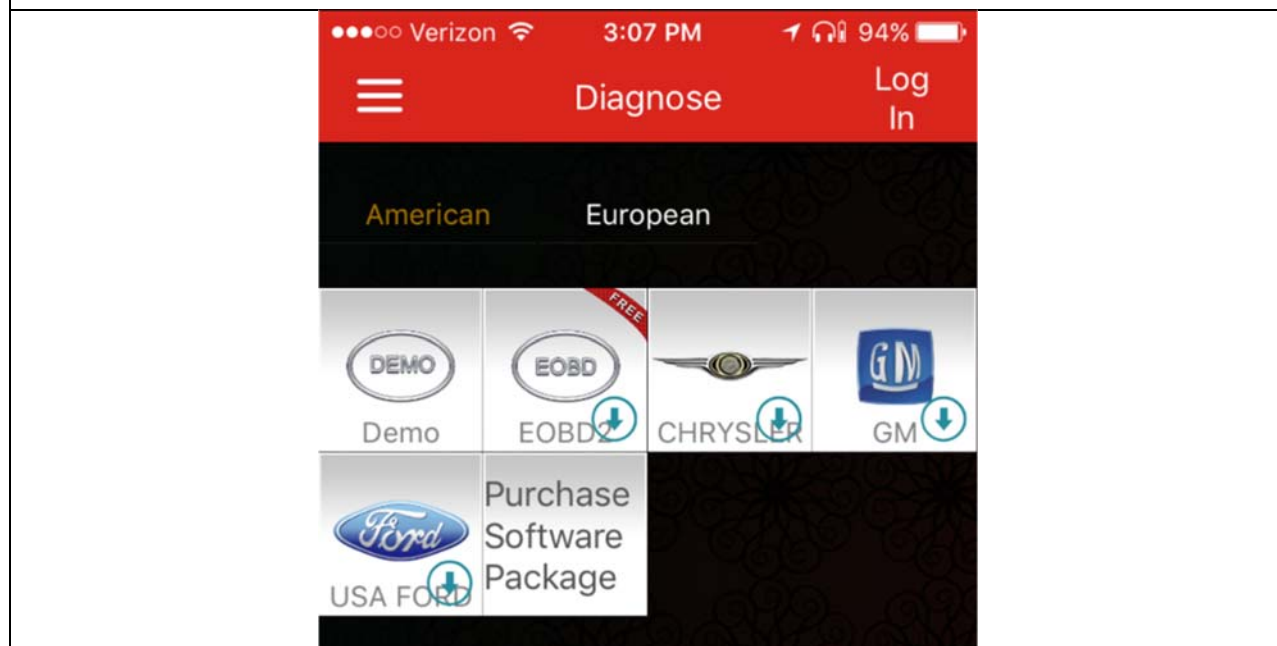 Verizon 3:07 PM 94%
Diagnose
Log
In
American European
FREE
DEMO EOBD GM
Demo EOBD2 CHRYSLER GM
Ford
Purchase
Software
Package
USA FORD